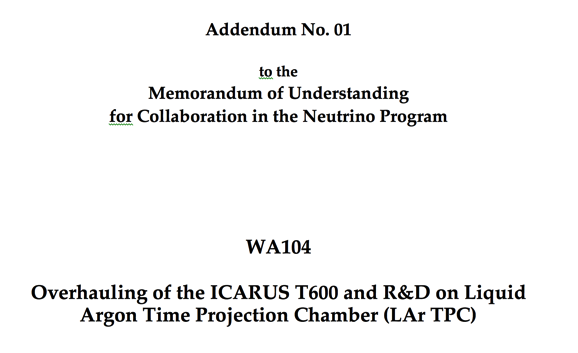 Addendum No. 01
to the
Memorandum of Understanding
for Collaboration in the Neutrino Program
WA104
Overhauling of the ICARUS T600 and R&D on Liquid
Argon Time Projection Chamber (LAr TPC)